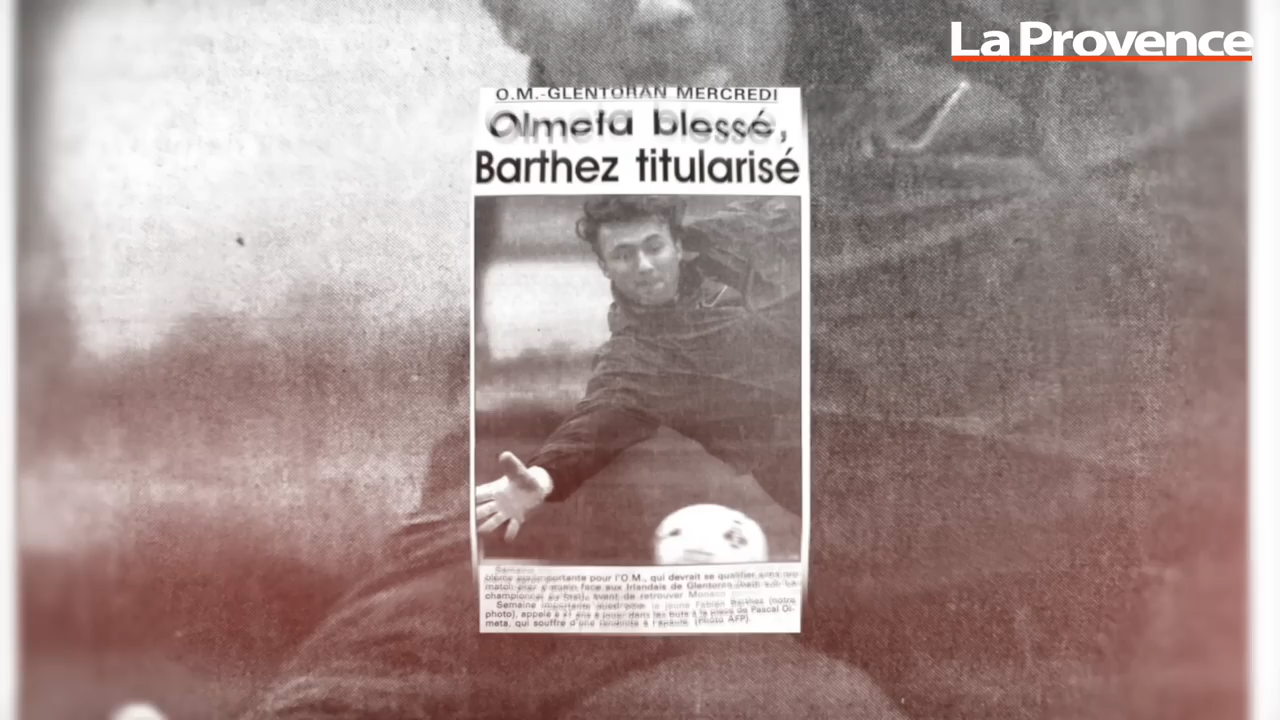 La Provence
O.M.-GLENTORAN MERCREDI
Olmeta blessé,
Barthez titularisé
Semaine
importante pour l'O.M., qui devrait se qualifier
match face aux Irlandais de Glentoran
championnat avant de retrouver Monaco
Semaine importante aussi pour le jeune Fabien Barthez (notre
photo), appelé à 21 ans à jouer dans les buts à la place de Pascal Ol-
meta, qui souffre d'une à l'épaule (Photo AFP).